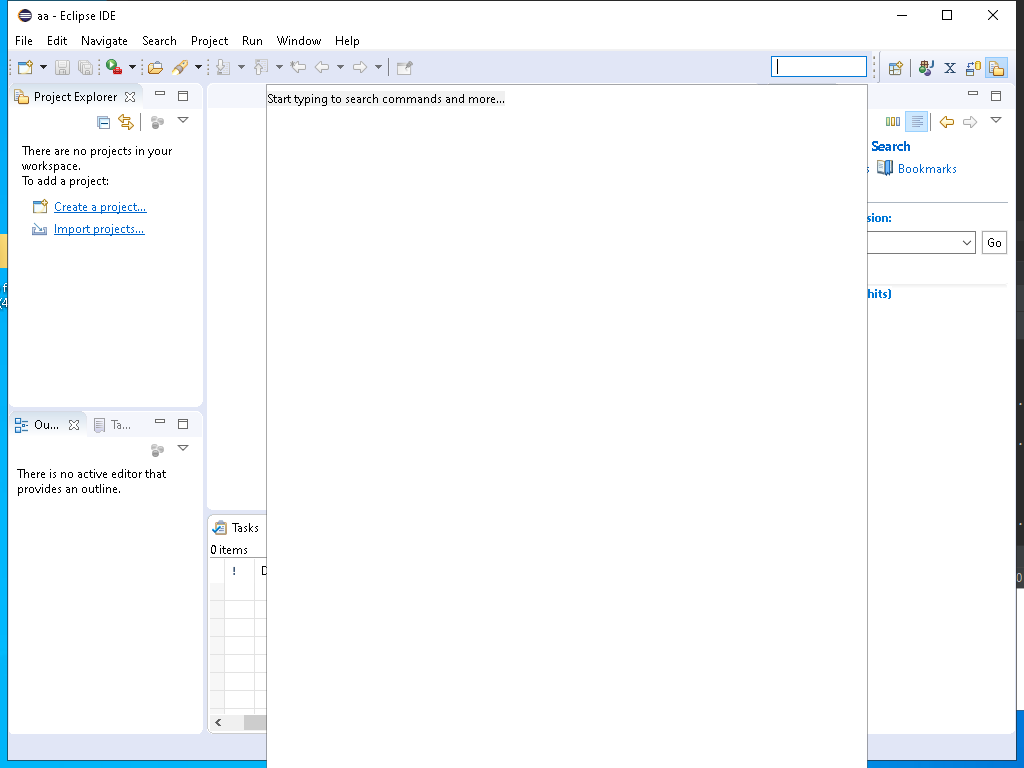 aa - Eclipse IDE
File Edit Navigate Search Project Run Window Help
Project Explorer
Start typing to search commands and more...
There are no projects in your
workspace.
To add a project:
Create a project...
Import projects...
Search
Bookmarks
sion:
Go
hits)
Ou...
Ta...
There is no active editor that
provides an outline.
Tasks
0 items
! D